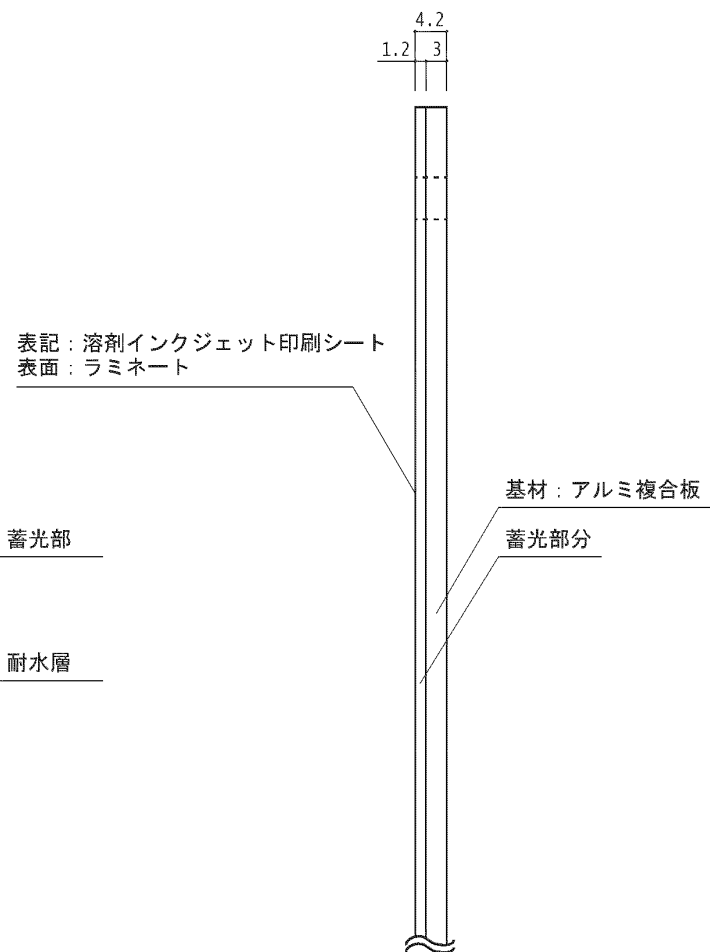 4.2
1.2 3
表記：溶剤インクジェット印刷シート
表面：ラミネート
基材：アルミ複合板
蓄光部
蓄光部分
耐水層